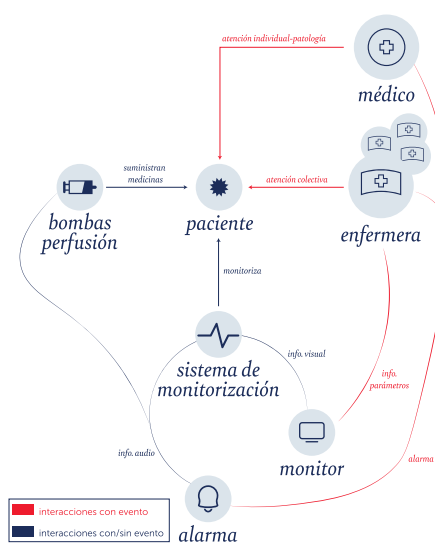 atención individual-patología
médico
suministran
medicinas
atención colectiva
bombas
perfusión
paciente
enfermera
monitoriza
sistema de
monitorización
info. visual
info.
parámetros
info. audio
monitor
alarma
alarma
interacciones con evento
interacciones con/sin evento